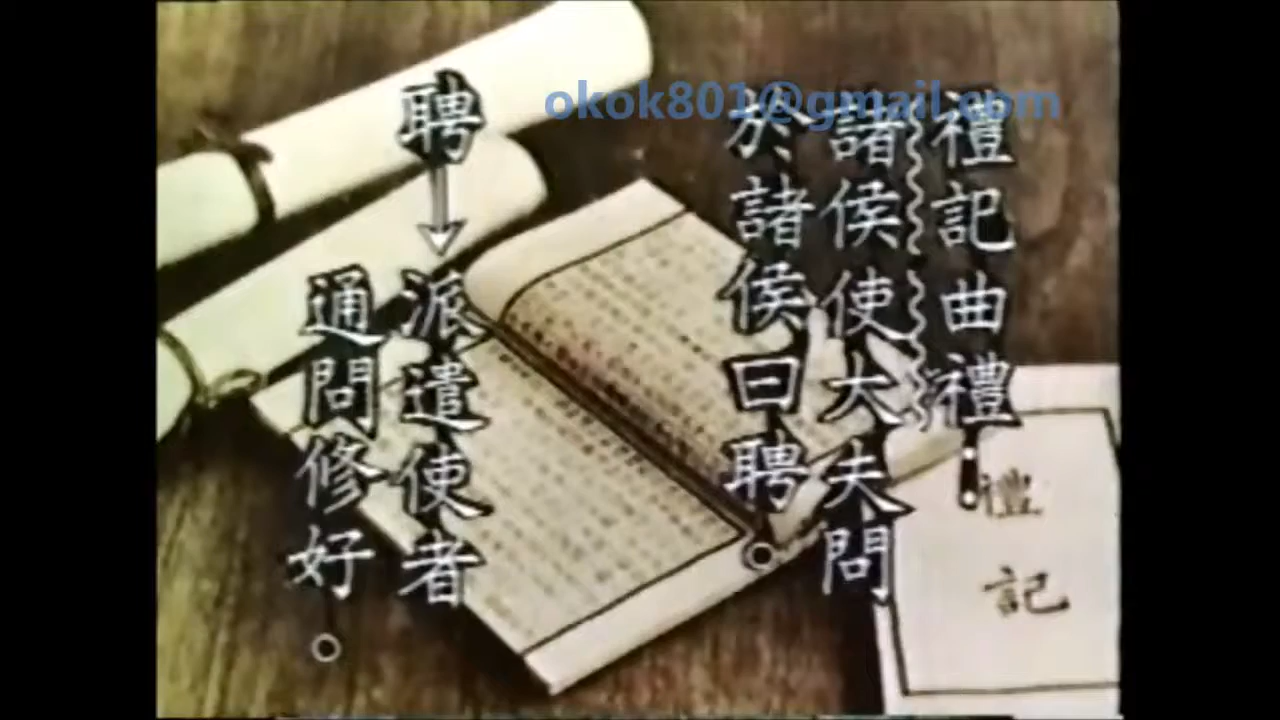 禮記曲禮：
諸侯使大夫問
於諸侯曰聘。
聘→派遣使者
通問修好。
禮記
okok801@gmail.com